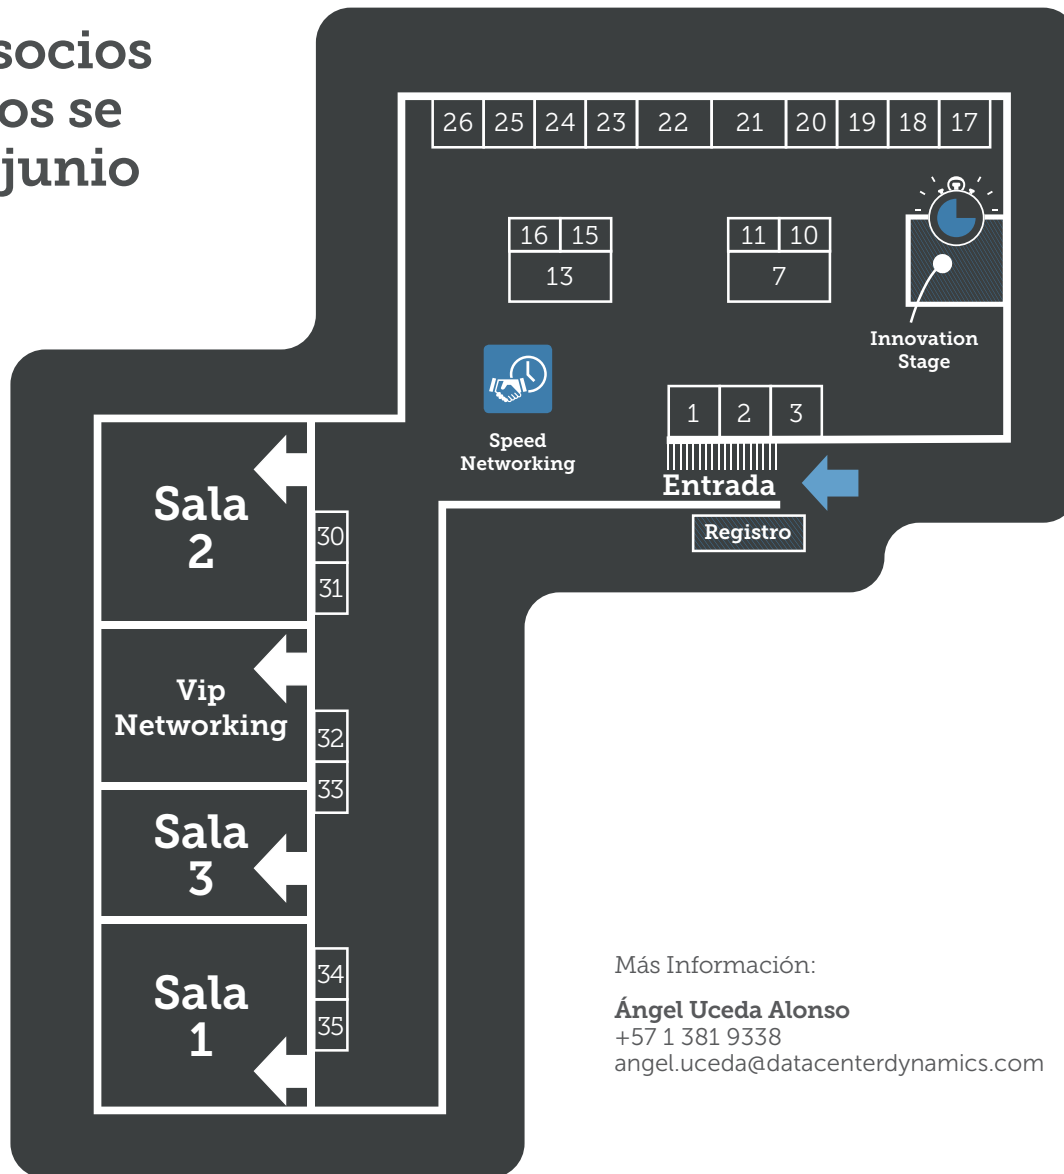 socios
os se
junio
26 25 24 23 22 21 20 19 18 17
16 15
13
11 10
7
Innovation
Stage
1 2 3
Speed
Networking
Entrada
Registro
Sala
2
30
31
Vip
Networking
32
33
Sala
3
Sala
1
34
35
Más Información:
Ángel Uceda Alonso
+57 1 381 9338
angel.uceda@datacenterdynamics.com